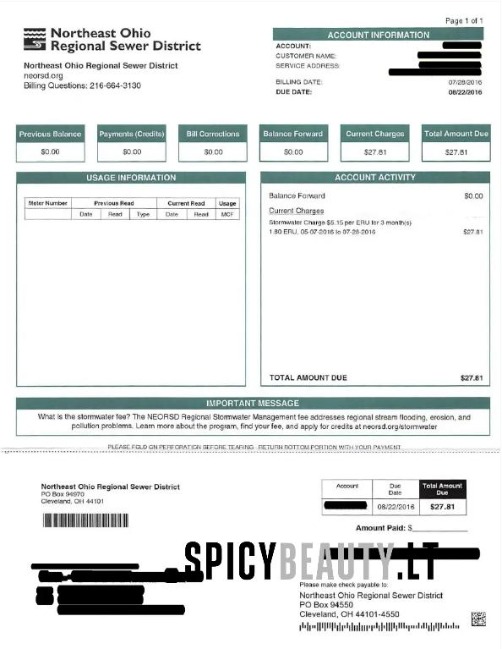 Page 1 of 1
Northeast Ohio
Regional Sewer District
Northeast Ohio Regional Sewer District
neorsd.org
Billing Questions: 216-664-3130
ACCOUNT INFORMATION
ACCOUNT:
CUSTOMER NAME:
SERVICE ADDRESS:
BILLING DATE: 07/28/2016
DUE DATE: 08/22/2016
Previous Balance Payments (Credits) Bill Corrections Balance Forward Current Charges Total Amount Due
$0.00 $0.00 $0.00 $0.00 $27.81 $27.81
USAGE INFORMATION
Meter Number Previous Read Current Read Usage
Date Read Type Date Read MCF
ACCOUNT ACTIVITY
Balance Forward $0.00
Current Charges
Stormwater Charge $5.15 per ERU for 3 month(s)
1.80 ERU, 05-07-2016 to 07-28-2016 $27.81
TOTAL AMOUNT DUE $27.81
IMPORTANT MESSAGE
What is the stormwater fee? The NEORSD Regional Stormwater Management fee addresses regional stream flooding, erosion, and
pollution problems. Learn more about the program, find your fee, and apply for credits at neorsd.org/stormwater
PLEASE FOLD ON PERFORATION BEFORE TEARING - RETURN BOTTOM PORTION WITH YOUR PAYMENT
Northeast Ohio Regional Sewer District
PO Box 94970
Cleveland, OH 44101
Account Due Date Total Amount Due
08/22/2016 $27.81
Amount Paid: $
SPICYBEAUTY.LT
Please make check payable to:
Northeast Ohio Regional Sewer District
PO Box 94550
Cleveland, OH 44101-4550